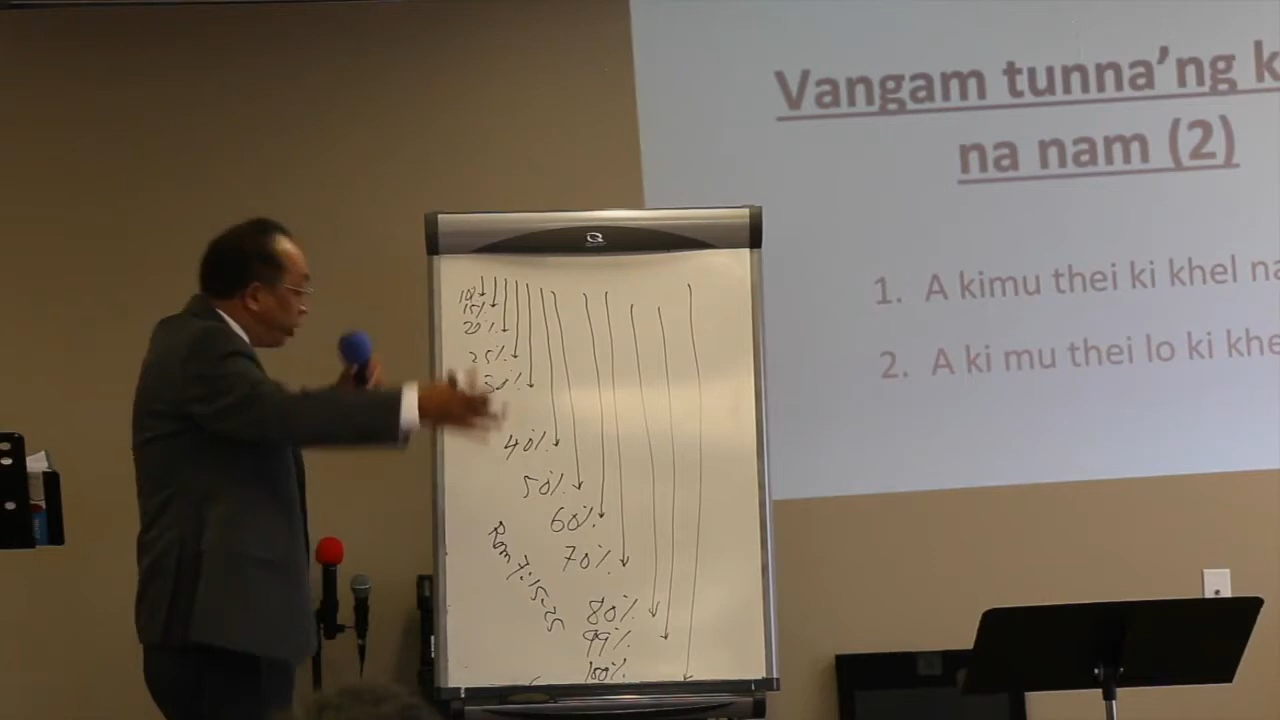 10%
15%
20%
25%
30%
40%
50%
60%
70%
80%
99%
100%
Rom 7:15-25
Vangam tunna’ng k
na nam (2)
1. A kimu thei ki khel na
2. A ki mu thei lo ki khe